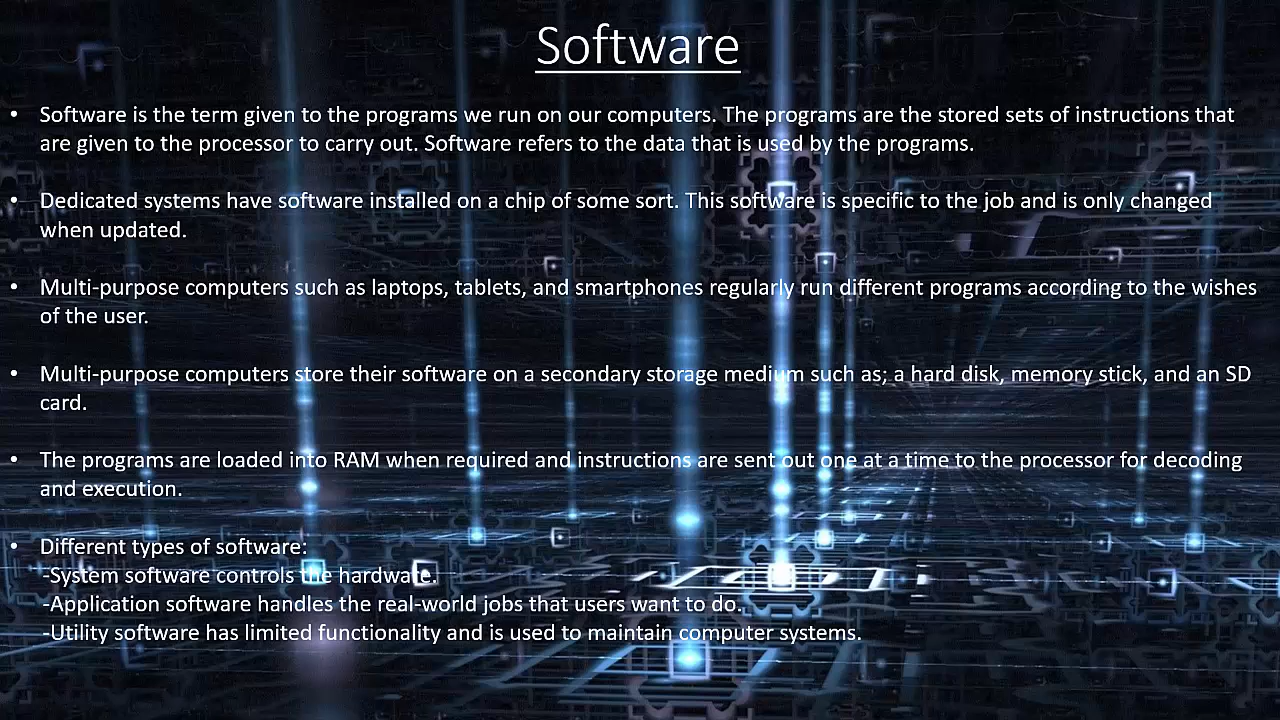 Software
• Software is the term given to the programs we run on our computers. The programs are the stored sets of instructions that
are given to the processor to carry out. Software refers to the data that is used by the programs.
• Dedicated systems have software installed on a chip of some sort. This software is specific to the job and is only changed
when updated.
• Multi-purpose computers such as laptops, tablets, and smartphones regularly run different programs according to the wishes
of the user.
• Multi-purpose computers store their software on a secondary storage medium such as; a hard disk, memory stick, and an SD
card.
• The programs are loaded into RAM when required and instructions are sent out one at a time to the processor for decoding
and execution.
• Different types of software:
-System software controls the hardware.
-Application software handles the real-world jobs that users want to do.
-Utility software has limited functionality and is used to maintain computer systems.